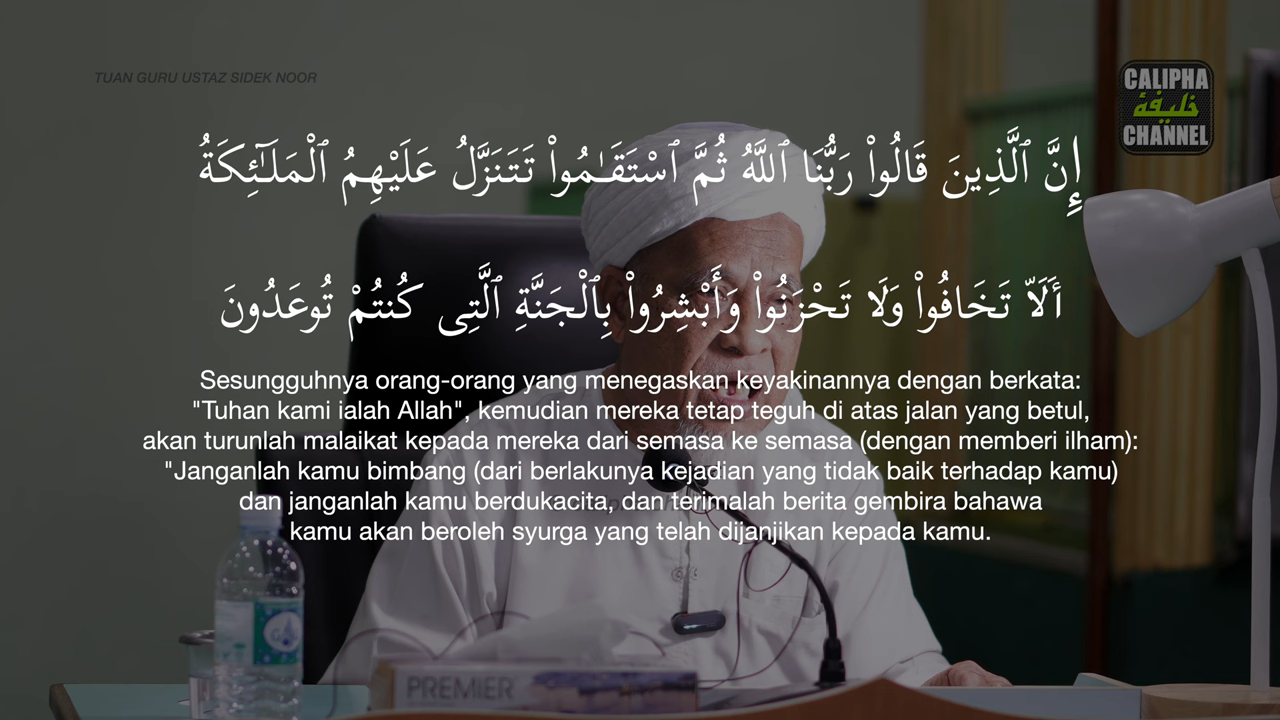 TUAN GURU USTAZ SIDEK NOOR
CALIPHA
خليفة
CHANNEL
إِنَّ ٱلَّذِينَ قَالُوا۟ رَبُّنَا ٱللَّهُ ثُمَّ ٱسْتَقَـٰمُوا۟ تَتَنَزَّلُ عَلَيْهِمُ ٱلْمَلَـٰٓئِكَةُ
أَلَّا تَخَافُوا۟ وَلَا تَحْزَنُوا۟ وَأَبْشِرُوا۟ بِٱلْجَنَّةِ ٱلَّتِى كُنتُمْ تُوعَدُونَ
Sesungguhnya orang-orang yang menegaskan keyakinannya dengan berkata:
"Tuhan kami ialah Allah", kemudian mereka tetap teguh di atas jalan yang betul,
akan turunlah malaikat kepada mereka dari semasa ke semasa (dengan memberi ilham):
"Janganlah kamu bimbang (dari berlakunya kejadian yang tidak baik terhadap kamu)
dan janganlah kamu berdukacita, dan terimalah berita gembira bahawa
kamu akan beroleh syurga yang telah dijanjikan kepada kamu.
PREMIER